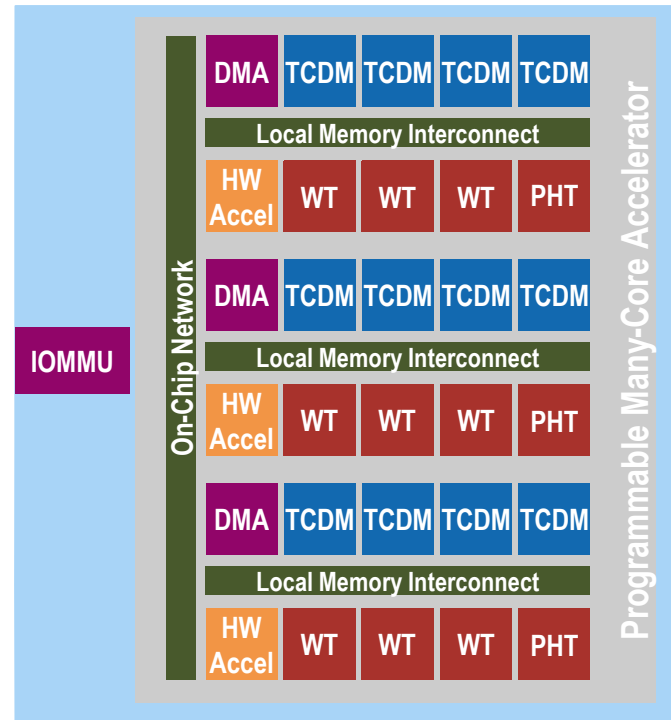 DMA TCDM TCDM TCDM TCDM
Local Memory Interconnect
HW
Accel WT WT WT PHT
DMA TCDM TCDM TCDM TCDM
Local Memory Interconnect
HW
Accel WT WT WT PHT
DMA TCDM TCDM TCDM TCDM
Local Memory Interconnect
HW
Accel WT WT WT PHT
IOMMU
On-Chip Network
Programmable Many-Core Accelerator